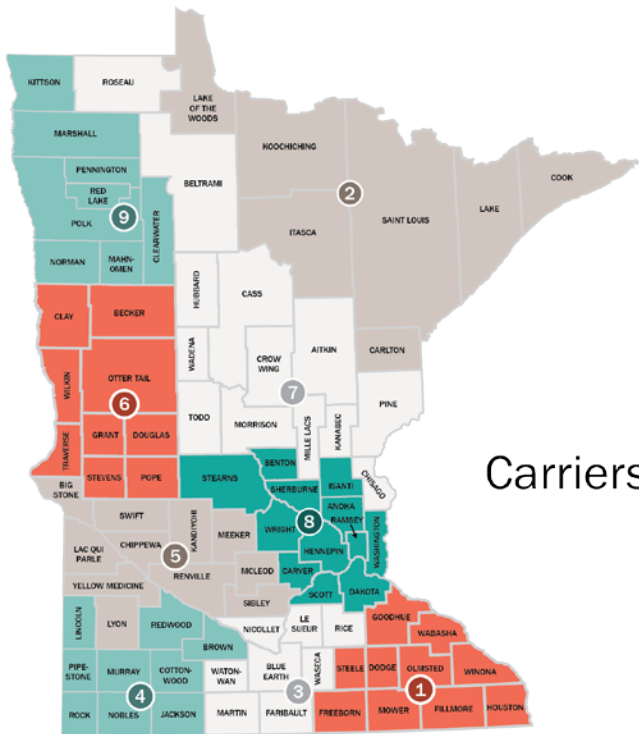 KITTSON
ROSEAU
LAKE
OF THE
WOODS
MARSHALL
KOOCHICHING
PENNINGTON
RED
LAKE
BELTRAMI
COOK
2
9
POLK
CLEARWATER
ITASCA
SAINT LOUIS
LAKE
NORMAN
MAHN-
OMEN
HUBBARD
CASS
CLAY
BECKER
WADENA
CROW
WING
AITKIN
CARLTON
WILKIN
OTTER TAIL
6
7
PINE
TODD
MORRISON
MILLE LACS
KANABEC
GRANT
DOUGLAS
TRAVERSE
STEVENS
POPE
BENTON
CHISAGO
Carriers
BIG
STONE
STEARNS
SHERBURNE
ISANTI
SWIFT
KANDIYOHI
ANOKA
RAMSEY
WASHINGTON
CHIPPEWA
MEEKER
WRIGHT
8
LAC QUI
PARLE
5
HENNEPIN
RENVILLE
MCLEOD
CARVER
YELLOW MEDICINE
SCOTT
DAKOTA
LINCOLN
LYON
REDWOOD
SIBLEY
GOODHUE
NICOLLET
LE
SUEUR
RICE
WABASHA
BROWN
PIPE-
STONE
MURRAY
COTTON-
WOOD
WATON-
WAN
BLUE
EARTH
WASECA
STEELE
DODGE
OLMSTED
WINONA
4
3
1
ROCK
NOBLES
JACKSON
MARTIN
FARIBAULT
FREEBORN
MOWER
FILLMORE
HOUSTON